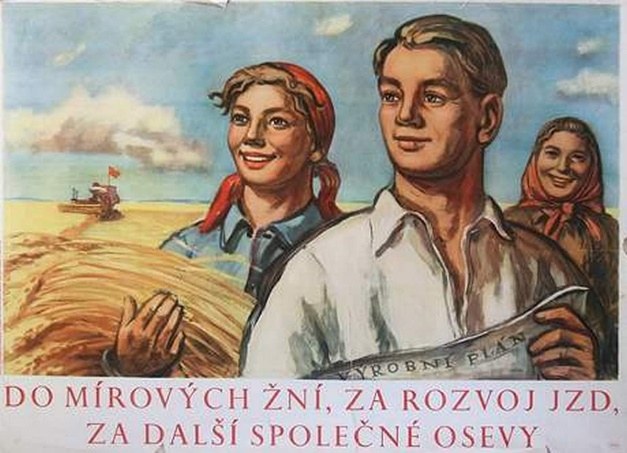 VÝROBNÍ PLÁN
DO MÍROVÝCH ŽNÍ, ZA ROZVOJ JZD,
ZA DALŠÍ SPOLEČNÉ OSEVY